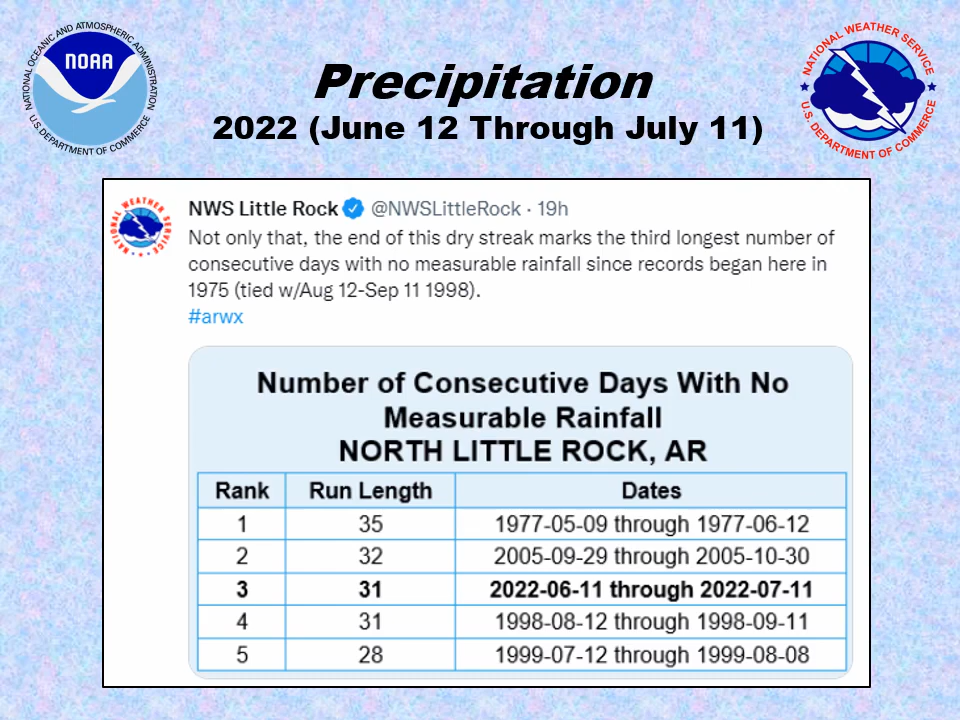 NATIONAL OCEANIC AND ATMOSPHERIC ADMINISTRATION
NOAA
U.S. DEPARTMENT OF COMMERCE
Precipitation
2022 (June 12 Through July 11)
NATIONAL WEATHER SERVICE
U.S. DEPARTMENT OF COMMERCE
NATIONAL WEATHER SERVICE
NWS Little Rock @NWSLittleRock · 19h
Not only that, the end of this dry streak marks the third longest number of
consecutive days with no measurable rainfall since records began here in
1975 (tied w/Aug 12-Sep 11 1998).
#arwx
Number of Consecutive Days With No
Measurable Rainfall
NORTH LITTLE ROCK, AR
Rank Run Length Dates
1 35 1977-05-09 through 1977-06-12
2 32 2005-09-29 through 2005-10-30
3 31 2022-06-11 through 2022-07-11
4 31 1998-08-12 through 1998-09-11
5 28 1999-07-12 through 1999-08-08